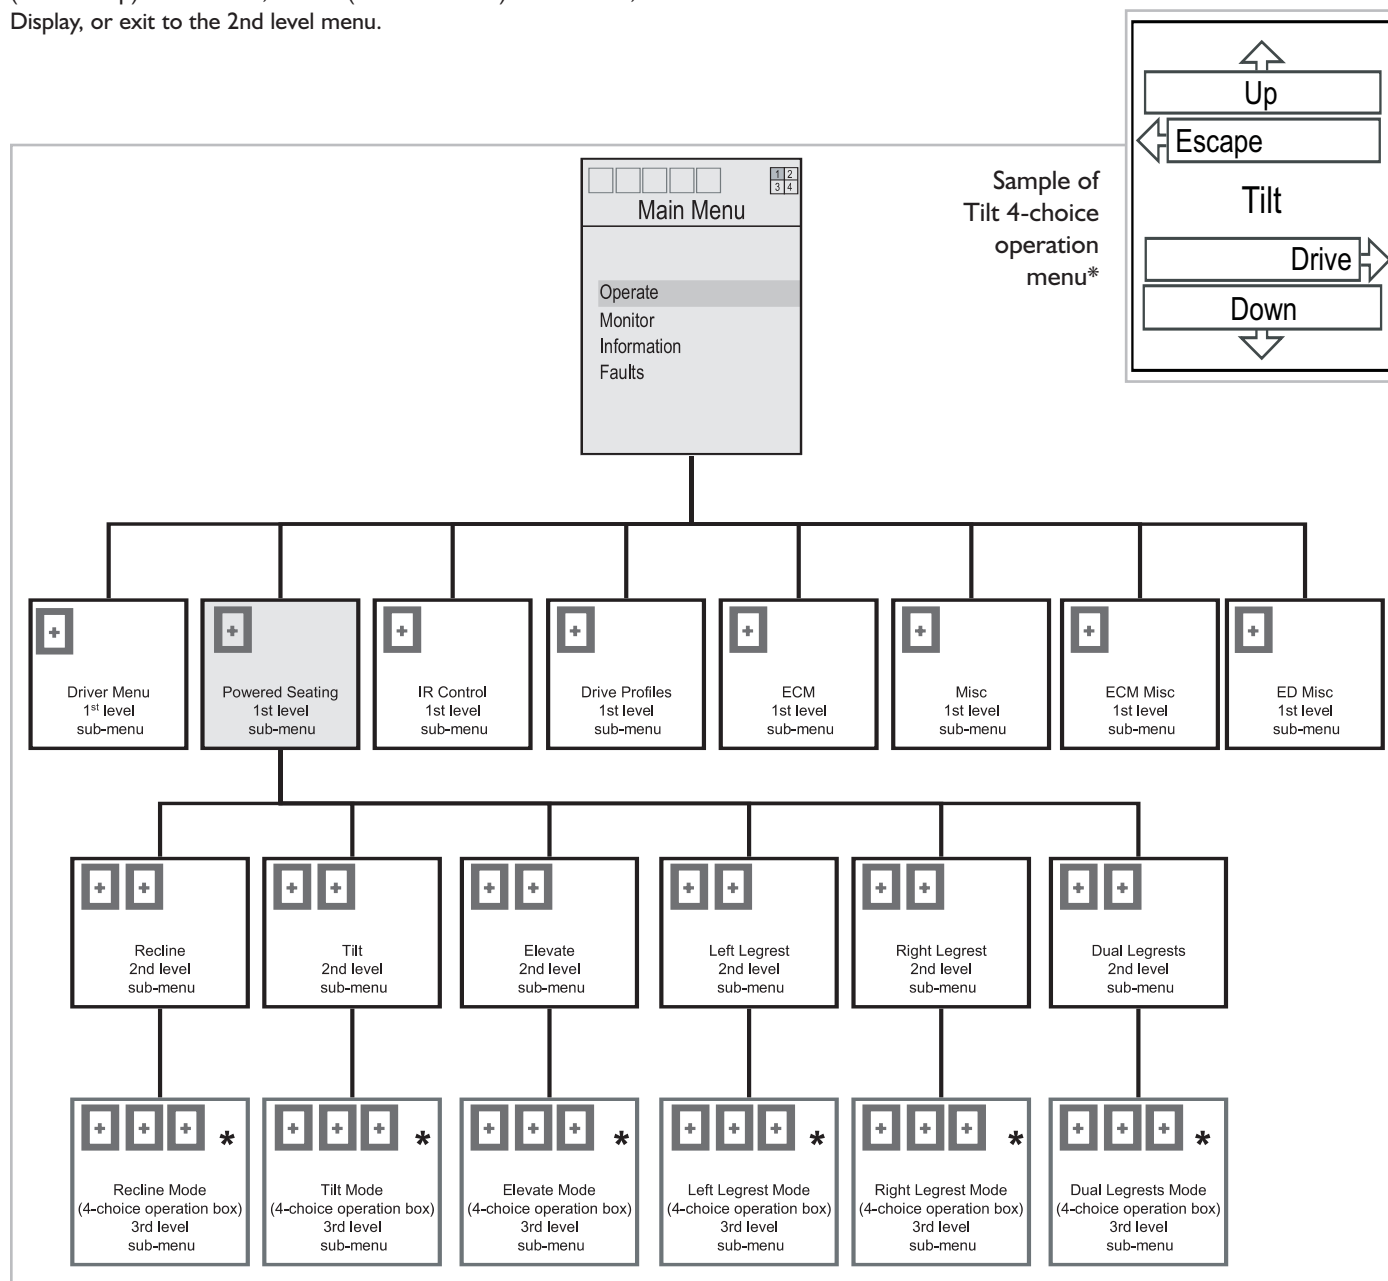 Display, or exit to the 2nd level menu.
Up
Escape
Tilt
Drive
Down
Sample of
Tilt 4-choice
operation
menu*
1 2
3 4
Main Menu
Operate
Monitor
Information
Faults
Driver Menu
1st level
sub-menu
Powered Seating
1st level
sub-menu
IR Control
1st level
sub-menu
Drive Profiles
1st level
sub-menu
ECM
1st level
sub-menu
Misc
1st level
sub-menu
ECM Misc
1st level
sub-menu
ED Misc
1st level
sub-menu
Recline
2nd level
sub-menu
Tilt
2nd level
sub-menu
Elevate
2nd level
sub-menu
Left Legrest
2nd level
sub-menu
Right Legrest
2nd level
sub-menu
Dual Legrests
2nd level
sub-menu
*
Recline Mode
(4-choice operation box)
3rd level
sub-menu
*
Tilt Mode
(4-choice operation box)
3rd level
sub-menu
*
Elevate Mode
(4-choice operation box)
3rd level
sub-menu
*
Left Legrest Mode
(4-choice operation box)
3rd level
sub-menu
*
Right Legrest Mode
(4-choice operation box)
3rd level
sub-menu
*
Dual Legrests Mode
(4-choice operation box)
3rd level
sub-menu